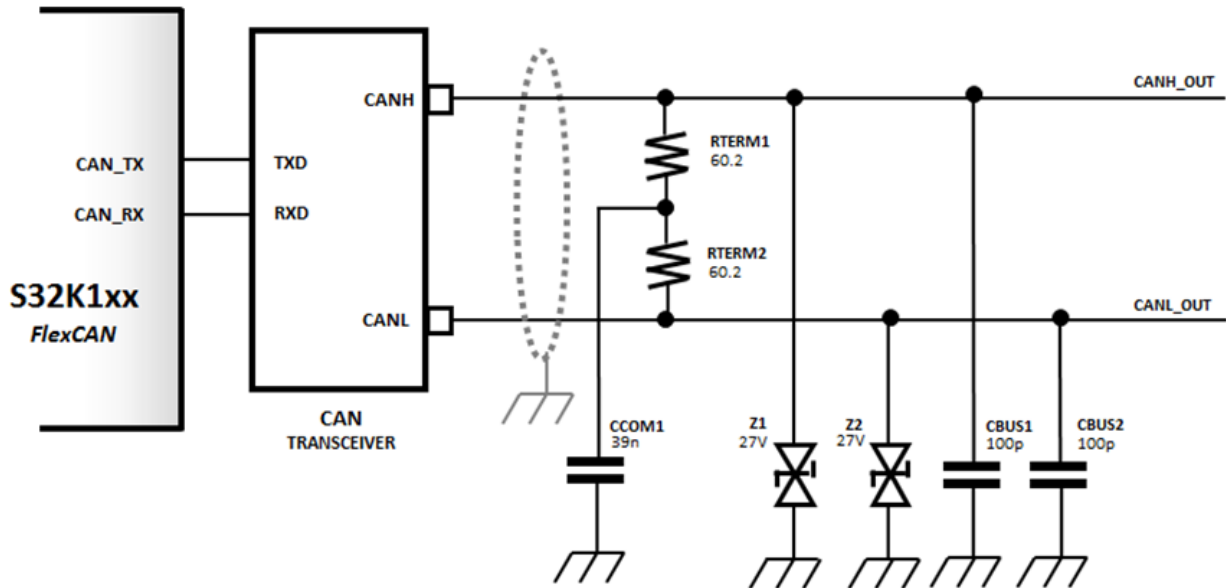 CANH_OUT
CANH
RTERM1
60.2
CAN_TX
TXD
CAN_RX
RXD
RTERM2
60.2
S32K1xx
FlexCAN
CANL
CANL_OUT
CAN
TRANSCEIVER
CCOM1
39n
Z1
27V
Z2
27V
CBUS1
100p
CBUS2
100p